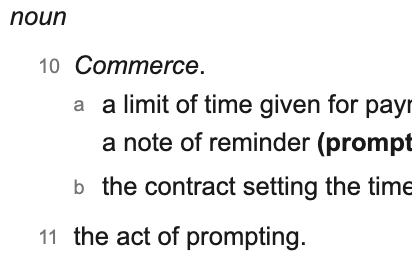 noun
10 Commerce.
a a limit of time given for
a note of reminder (prompt
b the contract setting the time
11 the act of prompting.